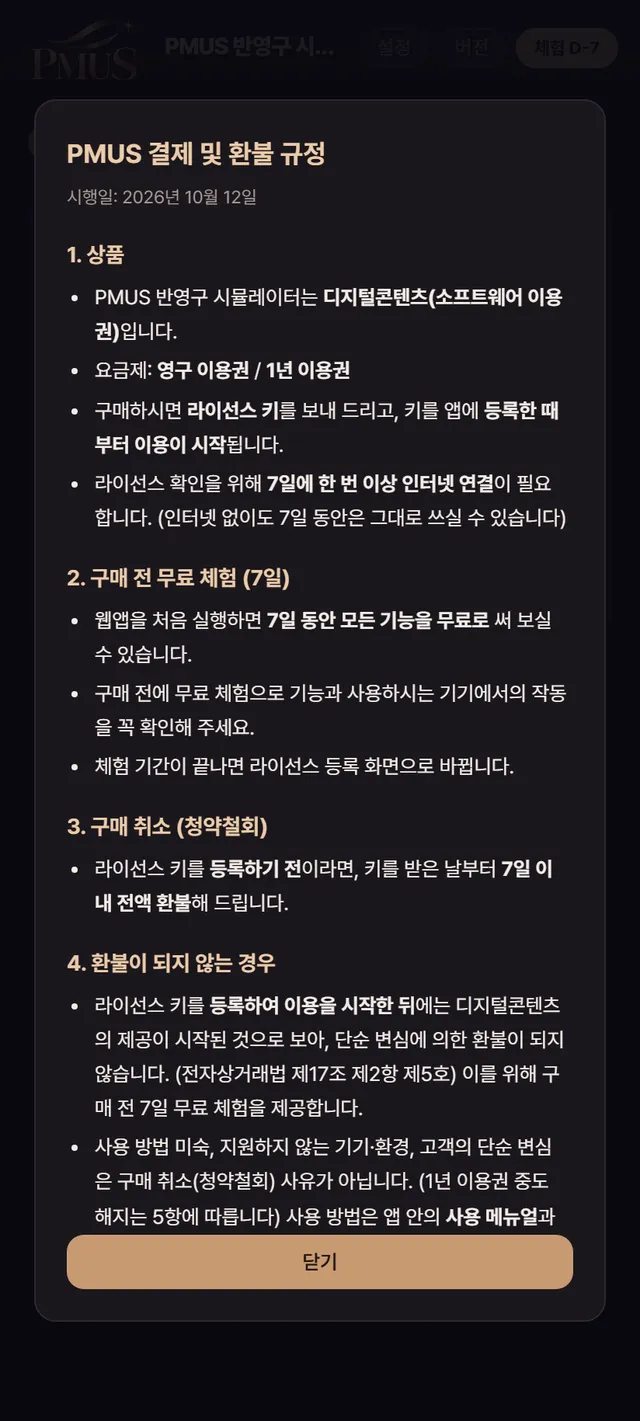 PMUS
PMUS 반영구 시...
설정
버전
체험 D-7
PMUS 결제 및 환불 규정
시행일: 2026년 10월 12일
1. 상품
• PMUS 반영구 시뮬레이터는 디지털콘텐츠(소프트웨어 이용
권)입니다.
• 요금제: 영구 이용권 / 1년 이용권
• 구매하시면 라이선스 키를 보내 드리고, 키를 앱에 등록한 때
부터 이용이 시작됩니다.
• 라이선스 확인을 위해 7일에 한 번 이상 인터넷 연결이 필요
합니다. (인터넷 없이도 7일 동안은 그대로 쓰실 수 있습니다)
2. 구매 전 무료 체험 (7일)
• 웹앱을 처음 실행하면 7일 동안 모든 기능을 무료로 써 보실
수 있습니다.
• 구매 전에 무료 체험으로 기능과 사용하시는 기기에서의 작동
을 꼭 확인해 주세요.
• 체험 기간이 끝나면 라이선스 등록 화면으로 바뀝니다.
3. 구매 취소 (청약철회)
• 라이선스 키를 등록하기 전이라면, 키를 받은 날부터 7일 이
내 전액 환불해 드립니다.
4. 환불이 되지 않는 경우
• 라이선스 키를 등록하여 이용을 시작한 뒤에는 디지털콘텐츠
의 제공이 시작된 것으로 보아, 단순 변심에 의한 환불이 되지
않습니다. (전자상거래법 제17조 제2항 제5호) 이를 위해 구
매 전 7일 무료 체험을 제공합니다.
• 사용 방법 미숙, 지원하지 않는 기기·환경, 고객의 단순 변심
은 구매 취소(청약철회) 사유가 아닙니다. (1년 이용권 중도
해지는 5항에 따릅니다) 사용 방법은 앱 안의 사용 메뉴얼과
닫기